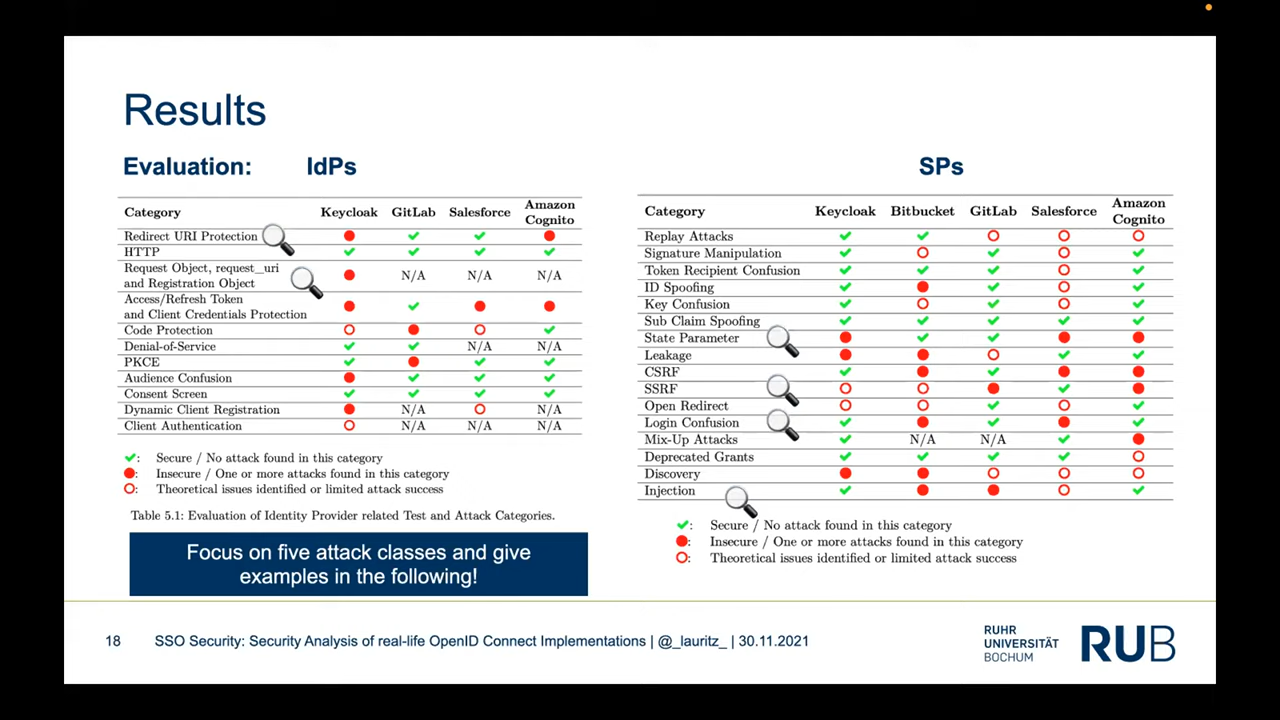 Results
Evaluation: IdPs
Category Keycloak GitLab Salesforce Amazon Cognito
Redirect URI Protection
HTTP
Request Object, request_uri
and Registration Object N/A N/A N/A
Access/Refresh Token
and Client Credentials Protection
Code Protection
Denial-of-Service N/A N/A
PKCE
Audience Confusion
Consent Screen
Dynamic Client Registration N/A N/A
Client Authentication N/A N/A N/A
✔: Secure / No attack found in this category
●: Insecure / One or more attacks found in this category
○: Theoretical issues identified or limited attack success
Table 5.1: Evaluation of Identity Provider related Test and Attack Categories.
Focus on five attack classes and give
examples in the following!
SPs
Category Keycloak Bitbucket GitLab Salesforce Amazon Cognito
Replay Attacks
Signature Manipulation
Token Recipient Confusion
ID Spoofing
Key Confusion
Sub Claim Spoofing
State Parameter
Leakage
CSRF
SSRF
Open Redirect
Login Confusion
Mix-Up Attacks N/A N/A
Deprecated Grants
Discovery
Injection
✔: Secure / No attack found in this category
●: Insecure / One or more attacks found in this category
○: Theoretical issues identified or limited attack success
18 SSO Security: Security Analysis of real-life OpenID Connect Implementations | @_lauritz_ | 30.11.2021
RUHR
UNIVERSITÄT
BOCHUM
RUB